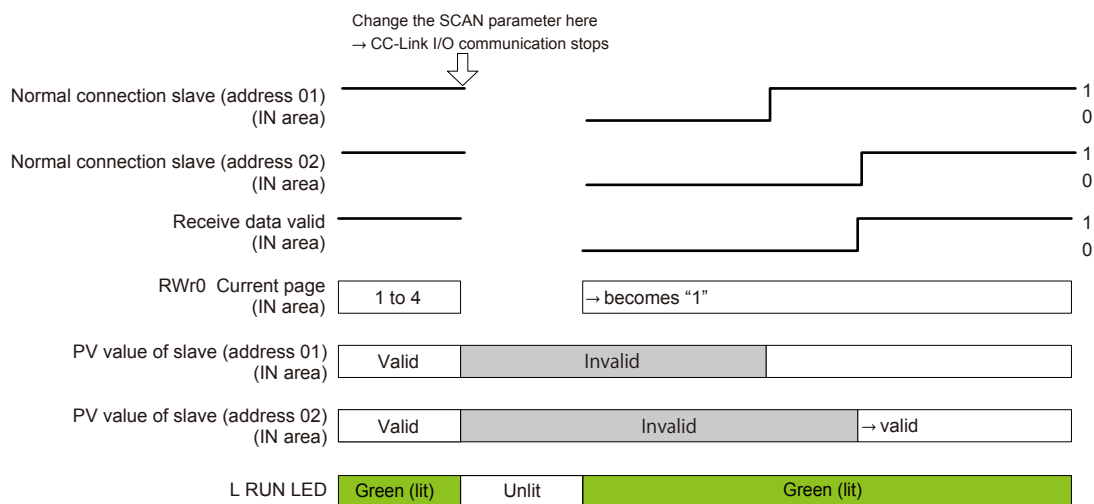 Change the SCAN parameter here
→ CC-Link I/O communication stops
Normal connection slave (address 01)
(IN area)
1
0
Normal connection slave (address 02)
(IN area)
1
0
Receive data valid
(IN area)
1
0
RWr0 Current page
(IN area)
1 to 4
→ becomes “1”
PV value of slave (address 01)
(IN area)
Valid
Invalid
PV value of slave (address 02)
(IN area)
Valid
Invalid
→ valid
L RUN LED
Green (lit)
Unlit
Green (lit)